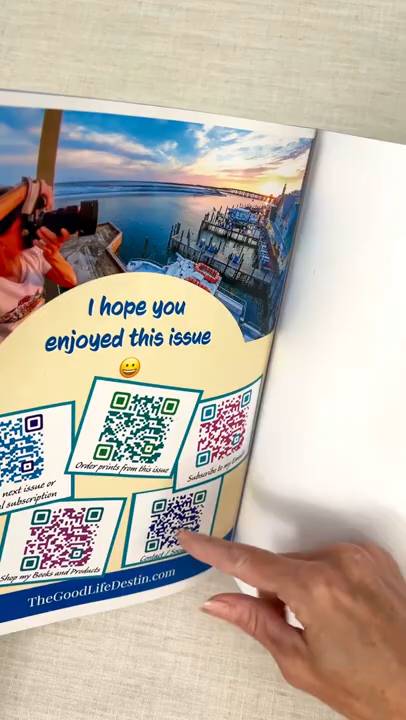 I hope you
enjoyed this issue
Order prints from this issue
Subscribe to my
next issue or
subscription
Shop my Books and Products
Contact /
TheGoodLifeDestin.com